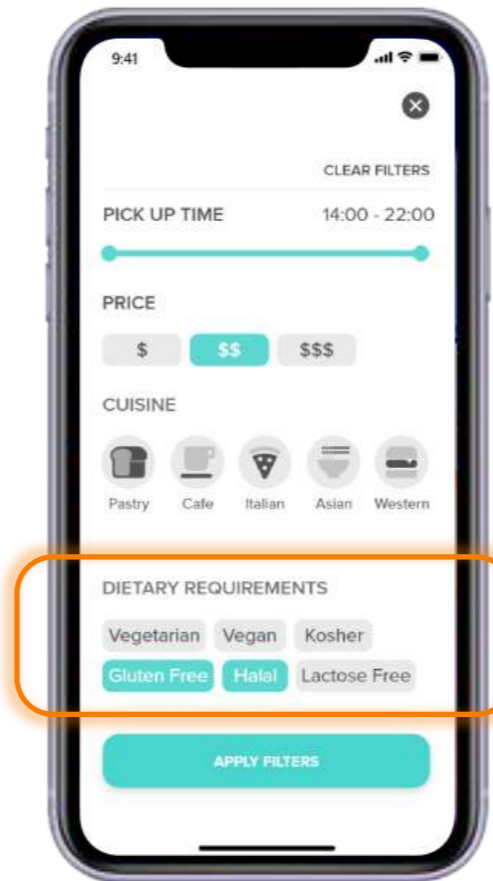 9:41
CLEAR FILTERS
PICK UP TIME 14:00 - 22:00
PRICE
$ $$ $$$
CUISINE
Pastry Cafe Italian Asian Western
DIETARY REQUIREMENTS
Vegetarian Vegan Kosher
Gluten Free Halal Lactose Free
APPLY FILTERS